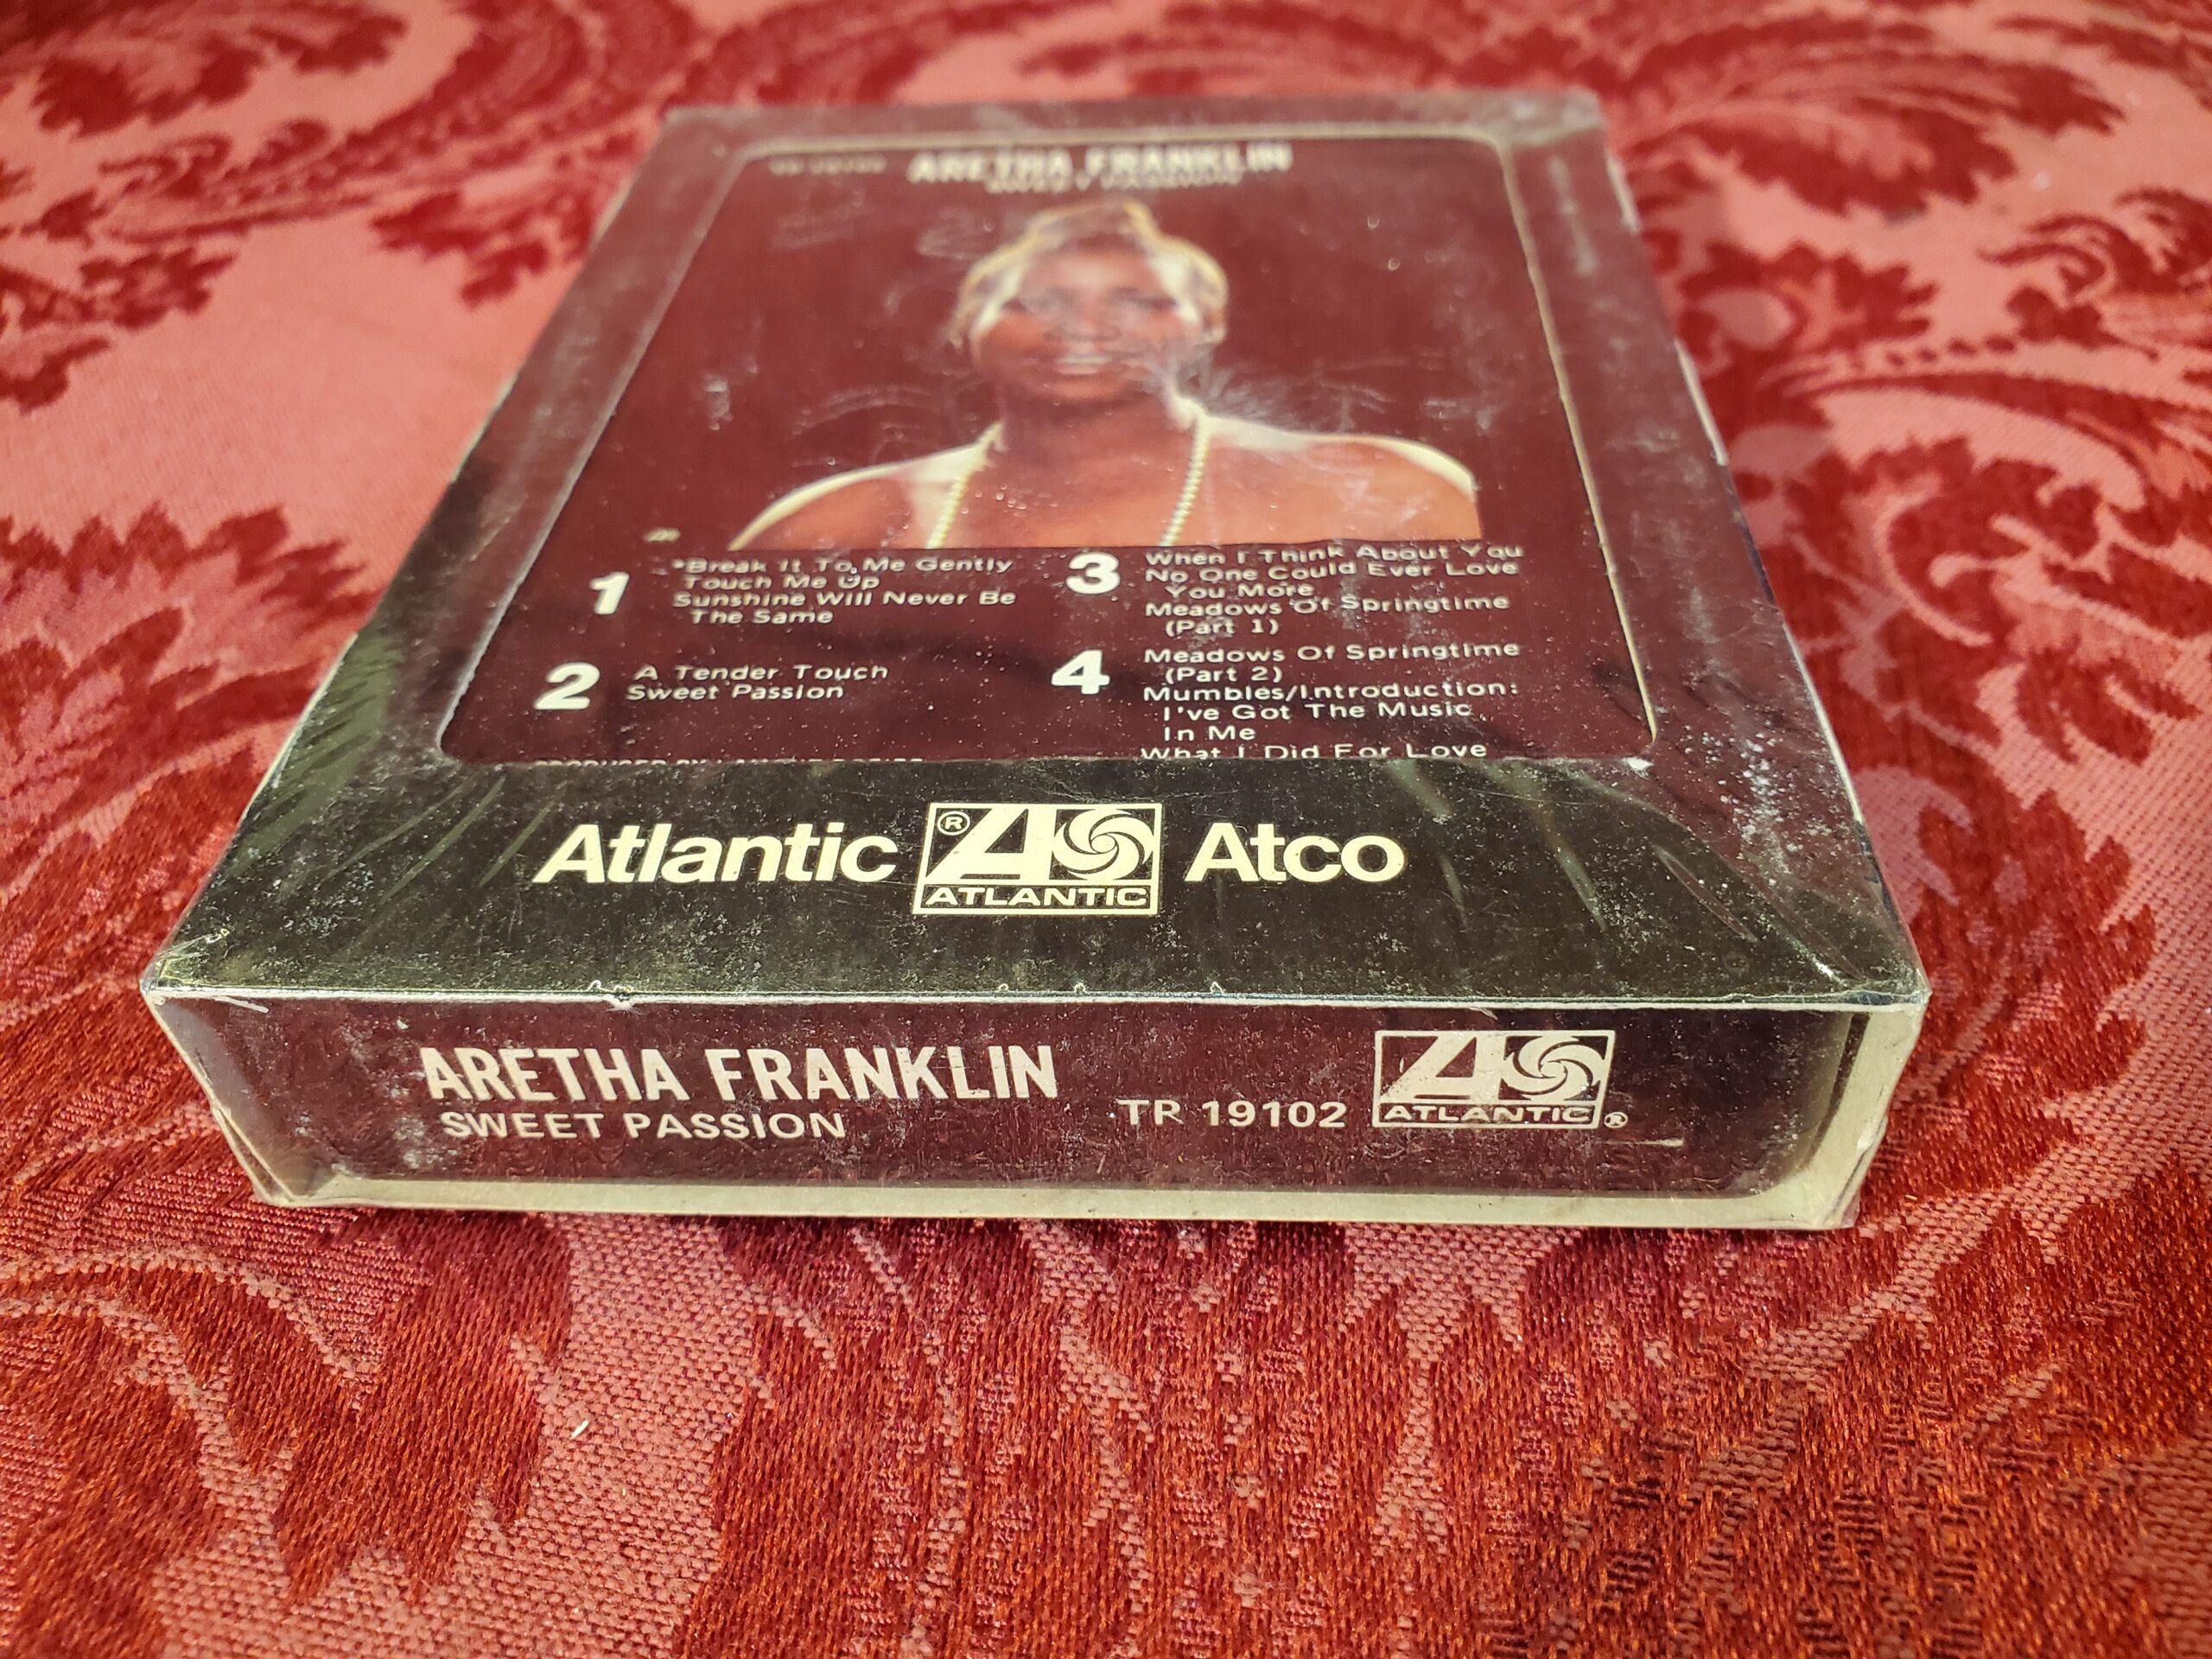 ARETHA FRANKLIN
SWEET PASSION
1
*Break It To Me Gently
Touch Me Up
Sunshine Will Never Be
The Same
2
A Tender Touch
Sweet Passion
3
When I Think About You
No One Could Ever Love
You More
Meadows Of Springtime
(Part 1)
4
Meadows Of Springtime
(Part 2)
Mumbles/Introduction:
I've Got The Music
In Me
What I Did For Love
Atlantic ® ATLANTIC Atco
ARETHA FRANKLIN
SWEET PASSION
TR 19102
ATLANTIC ®